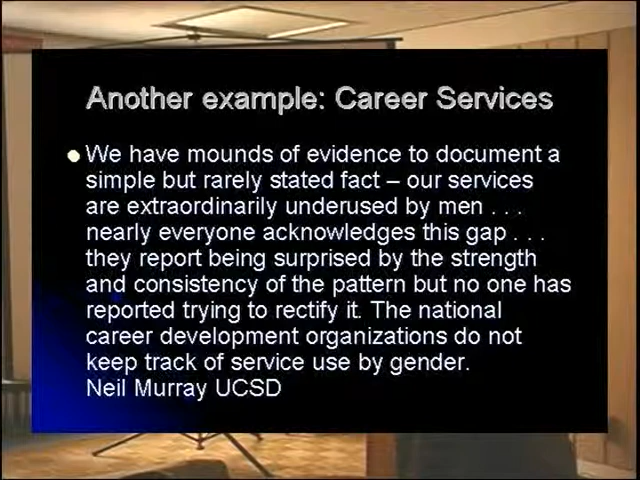 Another example: Career Services
We have mounds of evidence to document a
simple but rarely stated fact – our services
are extraordinarily underused by men . . .
nearly everyone acknowledges this gap . . .
they report being surprised by the strength
and consistency of the pattern but no one has
reported trying to rectify it. The national
career development organizations do not
keep track of service use by gender.
Neil Murray UCSD